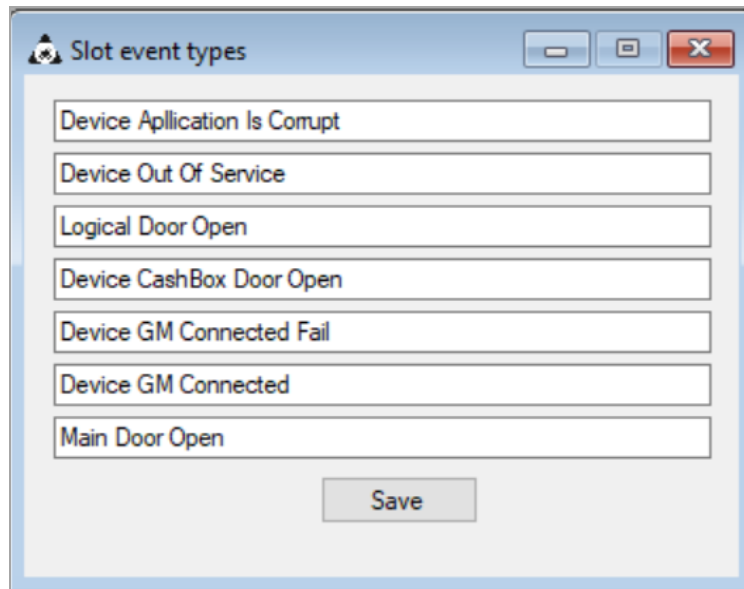 Slot event types
Device Apllication Is Corrupt
Device Out Of Service
Logical Door Open
Device CashBox Door Open
Device GM Connected Fail
Device GM Connected
Main Door Open
Save